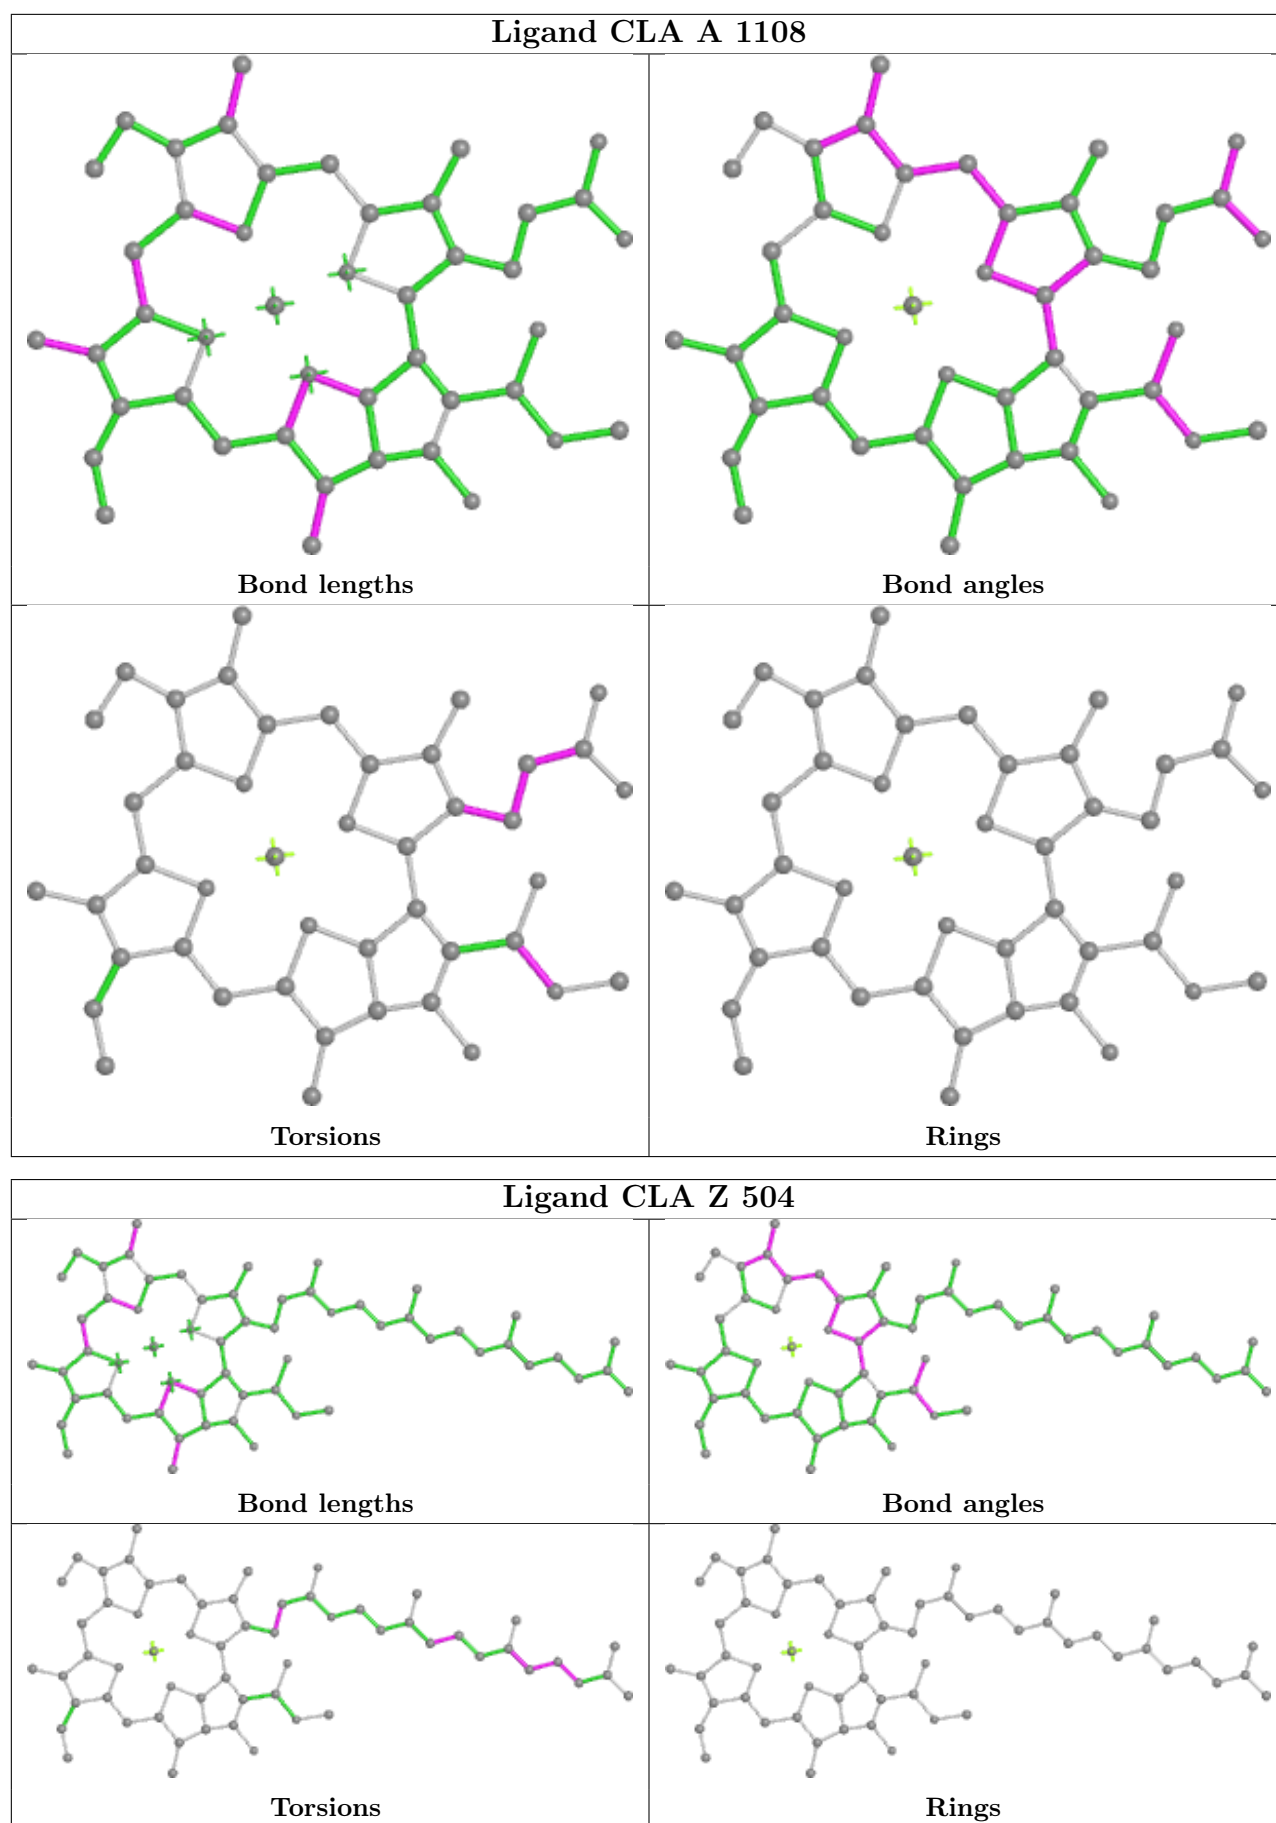 Ligand CLA A 1108
Bond lengths
Bond angles
Torsions
Rings
Ligand CLA Z 504
Bond lengths
Bond angles
Torsions
Rings